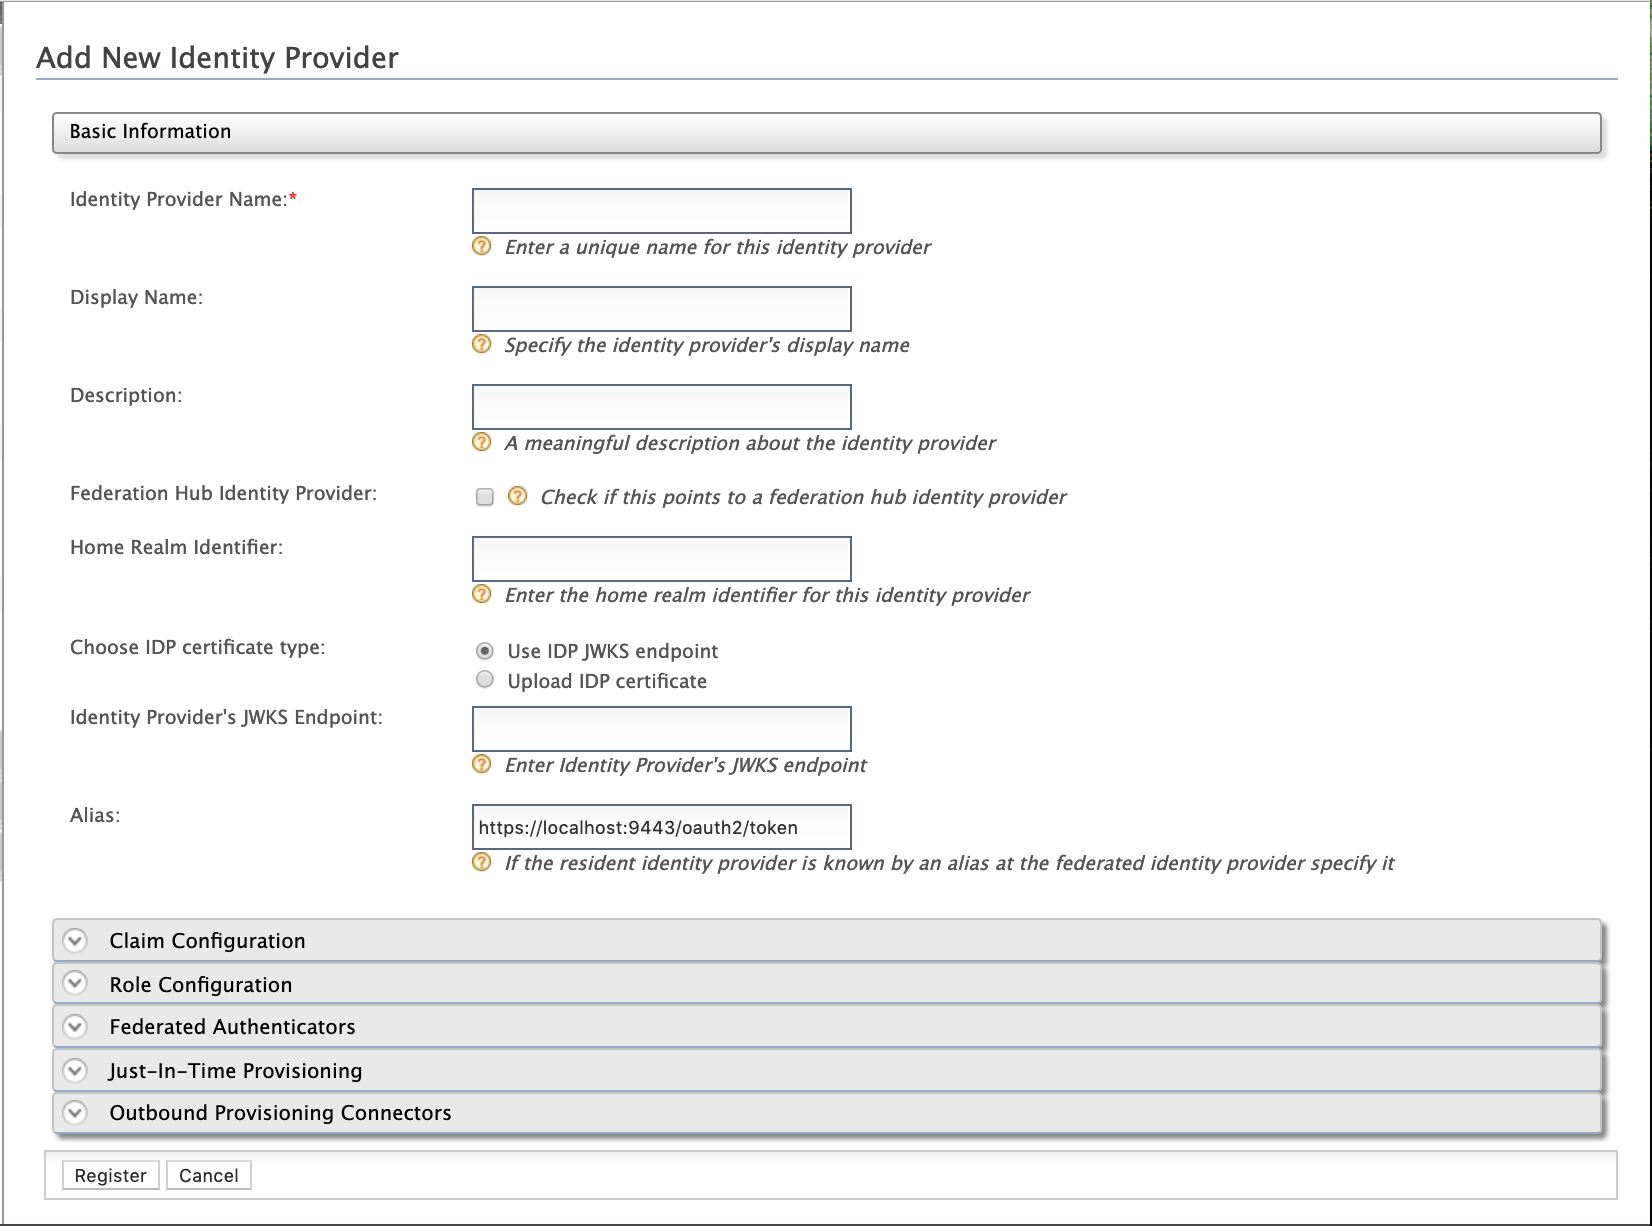 Add New Identity Provider
Basic Information
Identity Provider Name:*
Enter a unique name for this identity provider
Display Name:
Specify the identity provider's display name
Description:
A meaningful description about the identity provider
Federation Hub Identity Provider:
Check if this points to a federation hub identity provider
Home Realm Identifier:
Enter the home realm identifier for this identity provider
Choose IDP certificate type:
Use IDP JWKS endpoint
Upload IDP certificate
Identity Provider's JWKS Endpoint:
Enter Identity Provider's JWKS endpoint
Alias:
https://localhost:9443/oauth2/token
If the resident identity provider is known by an alias at the federated identity provider specify it
Claim Configuration
Role Configuration
Federated Authenticators
Just-In-Time Provisioning
Outbound Provisioning Connectors
Register Cancel